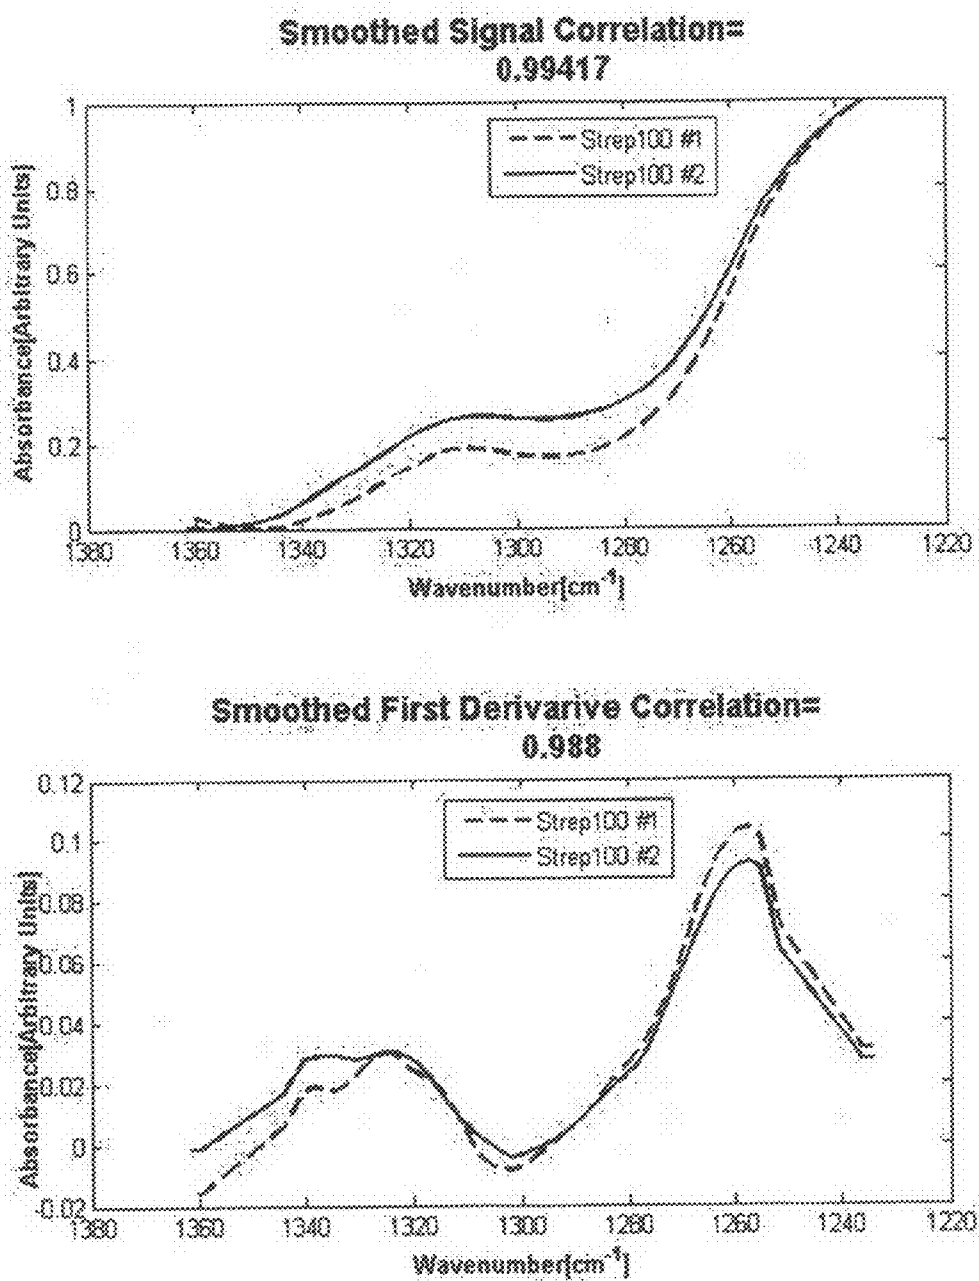 Smoothed Signal Correlation=
0.99417
1
0.8
0.6
0.4
0.2
0
Absorbance[Arbitrary Units]
Strep100 #1
Strep100 #2
1380 1360 1340 1320 1300 1280 1260 1240 1220
Wavenumber[cm-1]
Smoothed First Derivarive Correlation=
0.988
0.12
0.1
0.08
0.06
0.04
0.02
0
-0.02
Absorbance[Arbitrary Units]
Strep100 #1
Strep100 #2
1380 1360 1340 1320 1300 1280 1260 1240 1220
Wavenumber[cm-1]